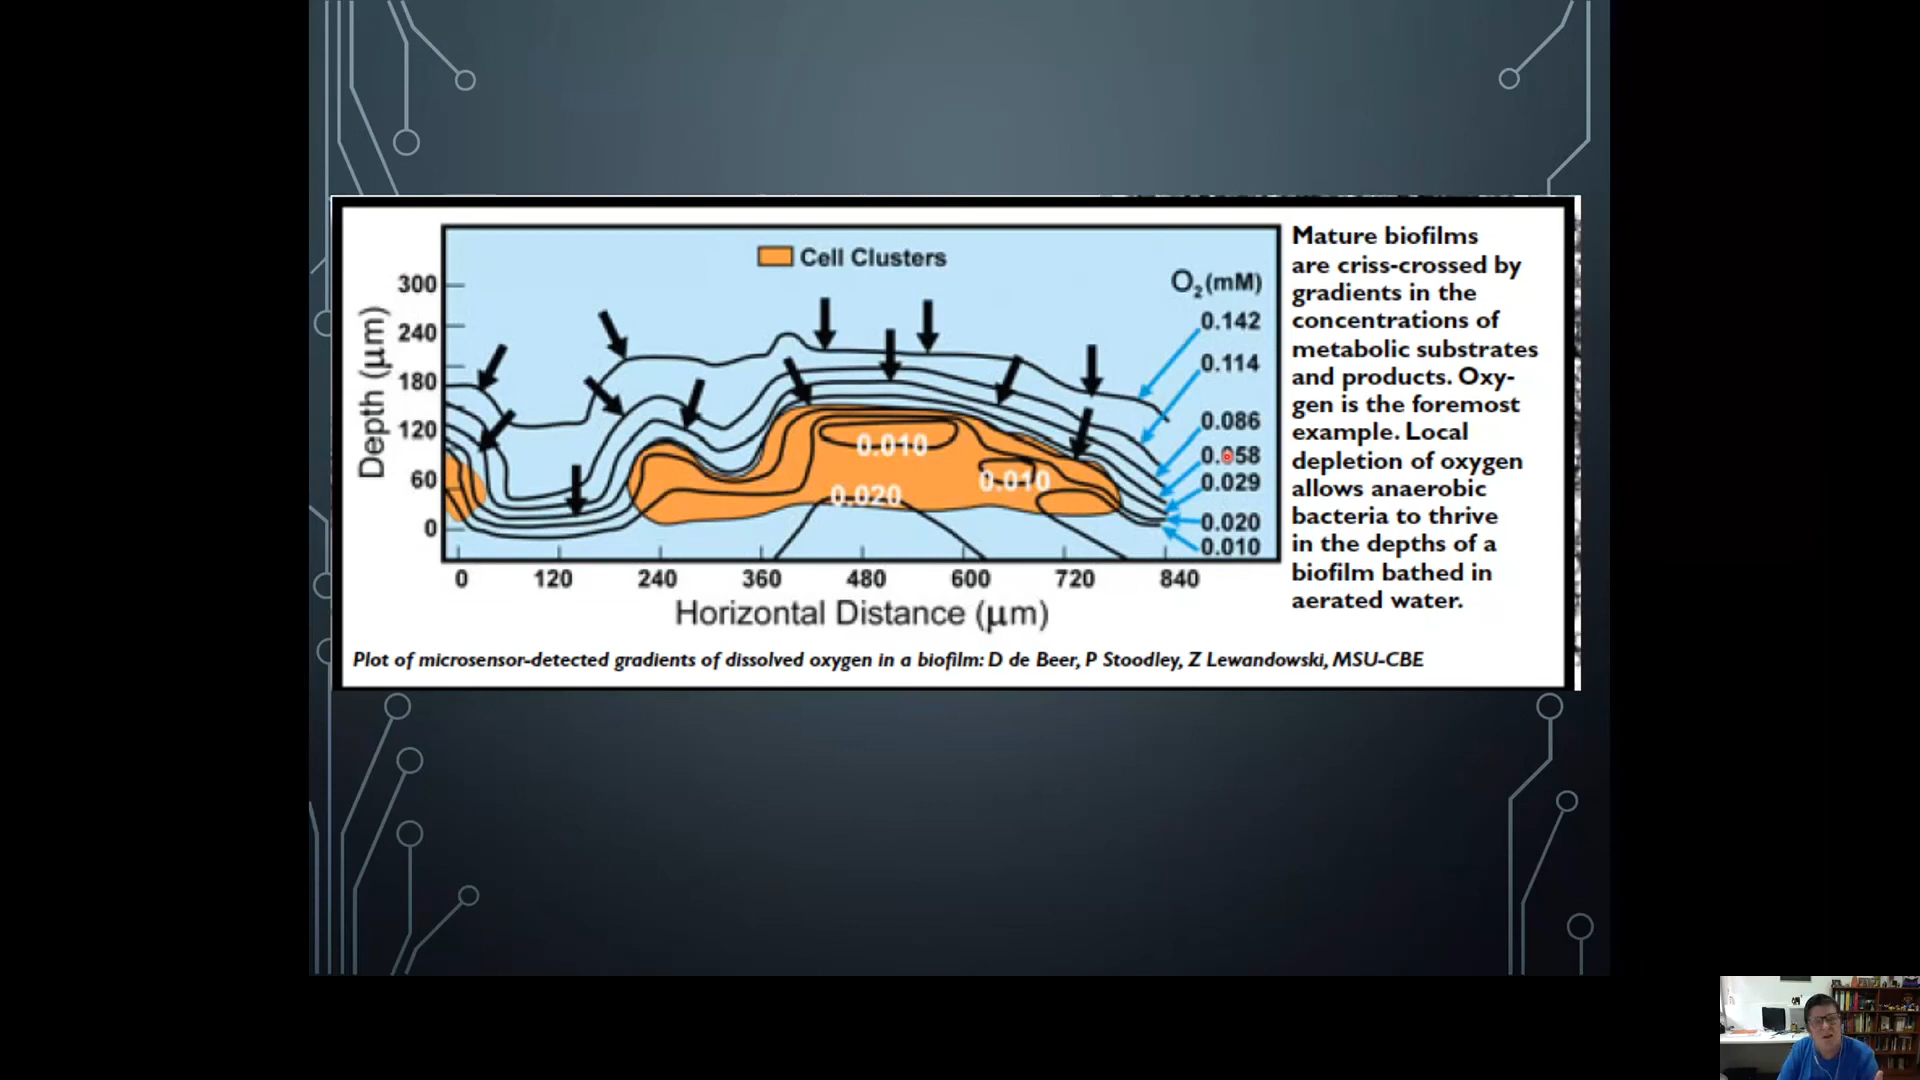 Cell Clusters
O₂(mM)
0.142
0.114
0.086
0.058
0.029
0.020
0.010
300
240
180
120
60
0
Depth (μm)
0.010
0.010
0.020
0 120 240 360 480 600 720 840
Horizontal Distance (μm)
Mature biofilms
are criss-crossed by
gradients in the
concentrations of
metabolic substrates
and products. Oxy-
gen is the foremost
example. Local
depletion of oxygen
allows anaerobic
bacteria to thrive
in the depths of a
biofilm bathed in
aerated water.
Plot of microsensor-detected gradients of dissolved oxygen in a biofilm: D de Beer, P Stoodley, Z Lewandowski, MSU-CBE